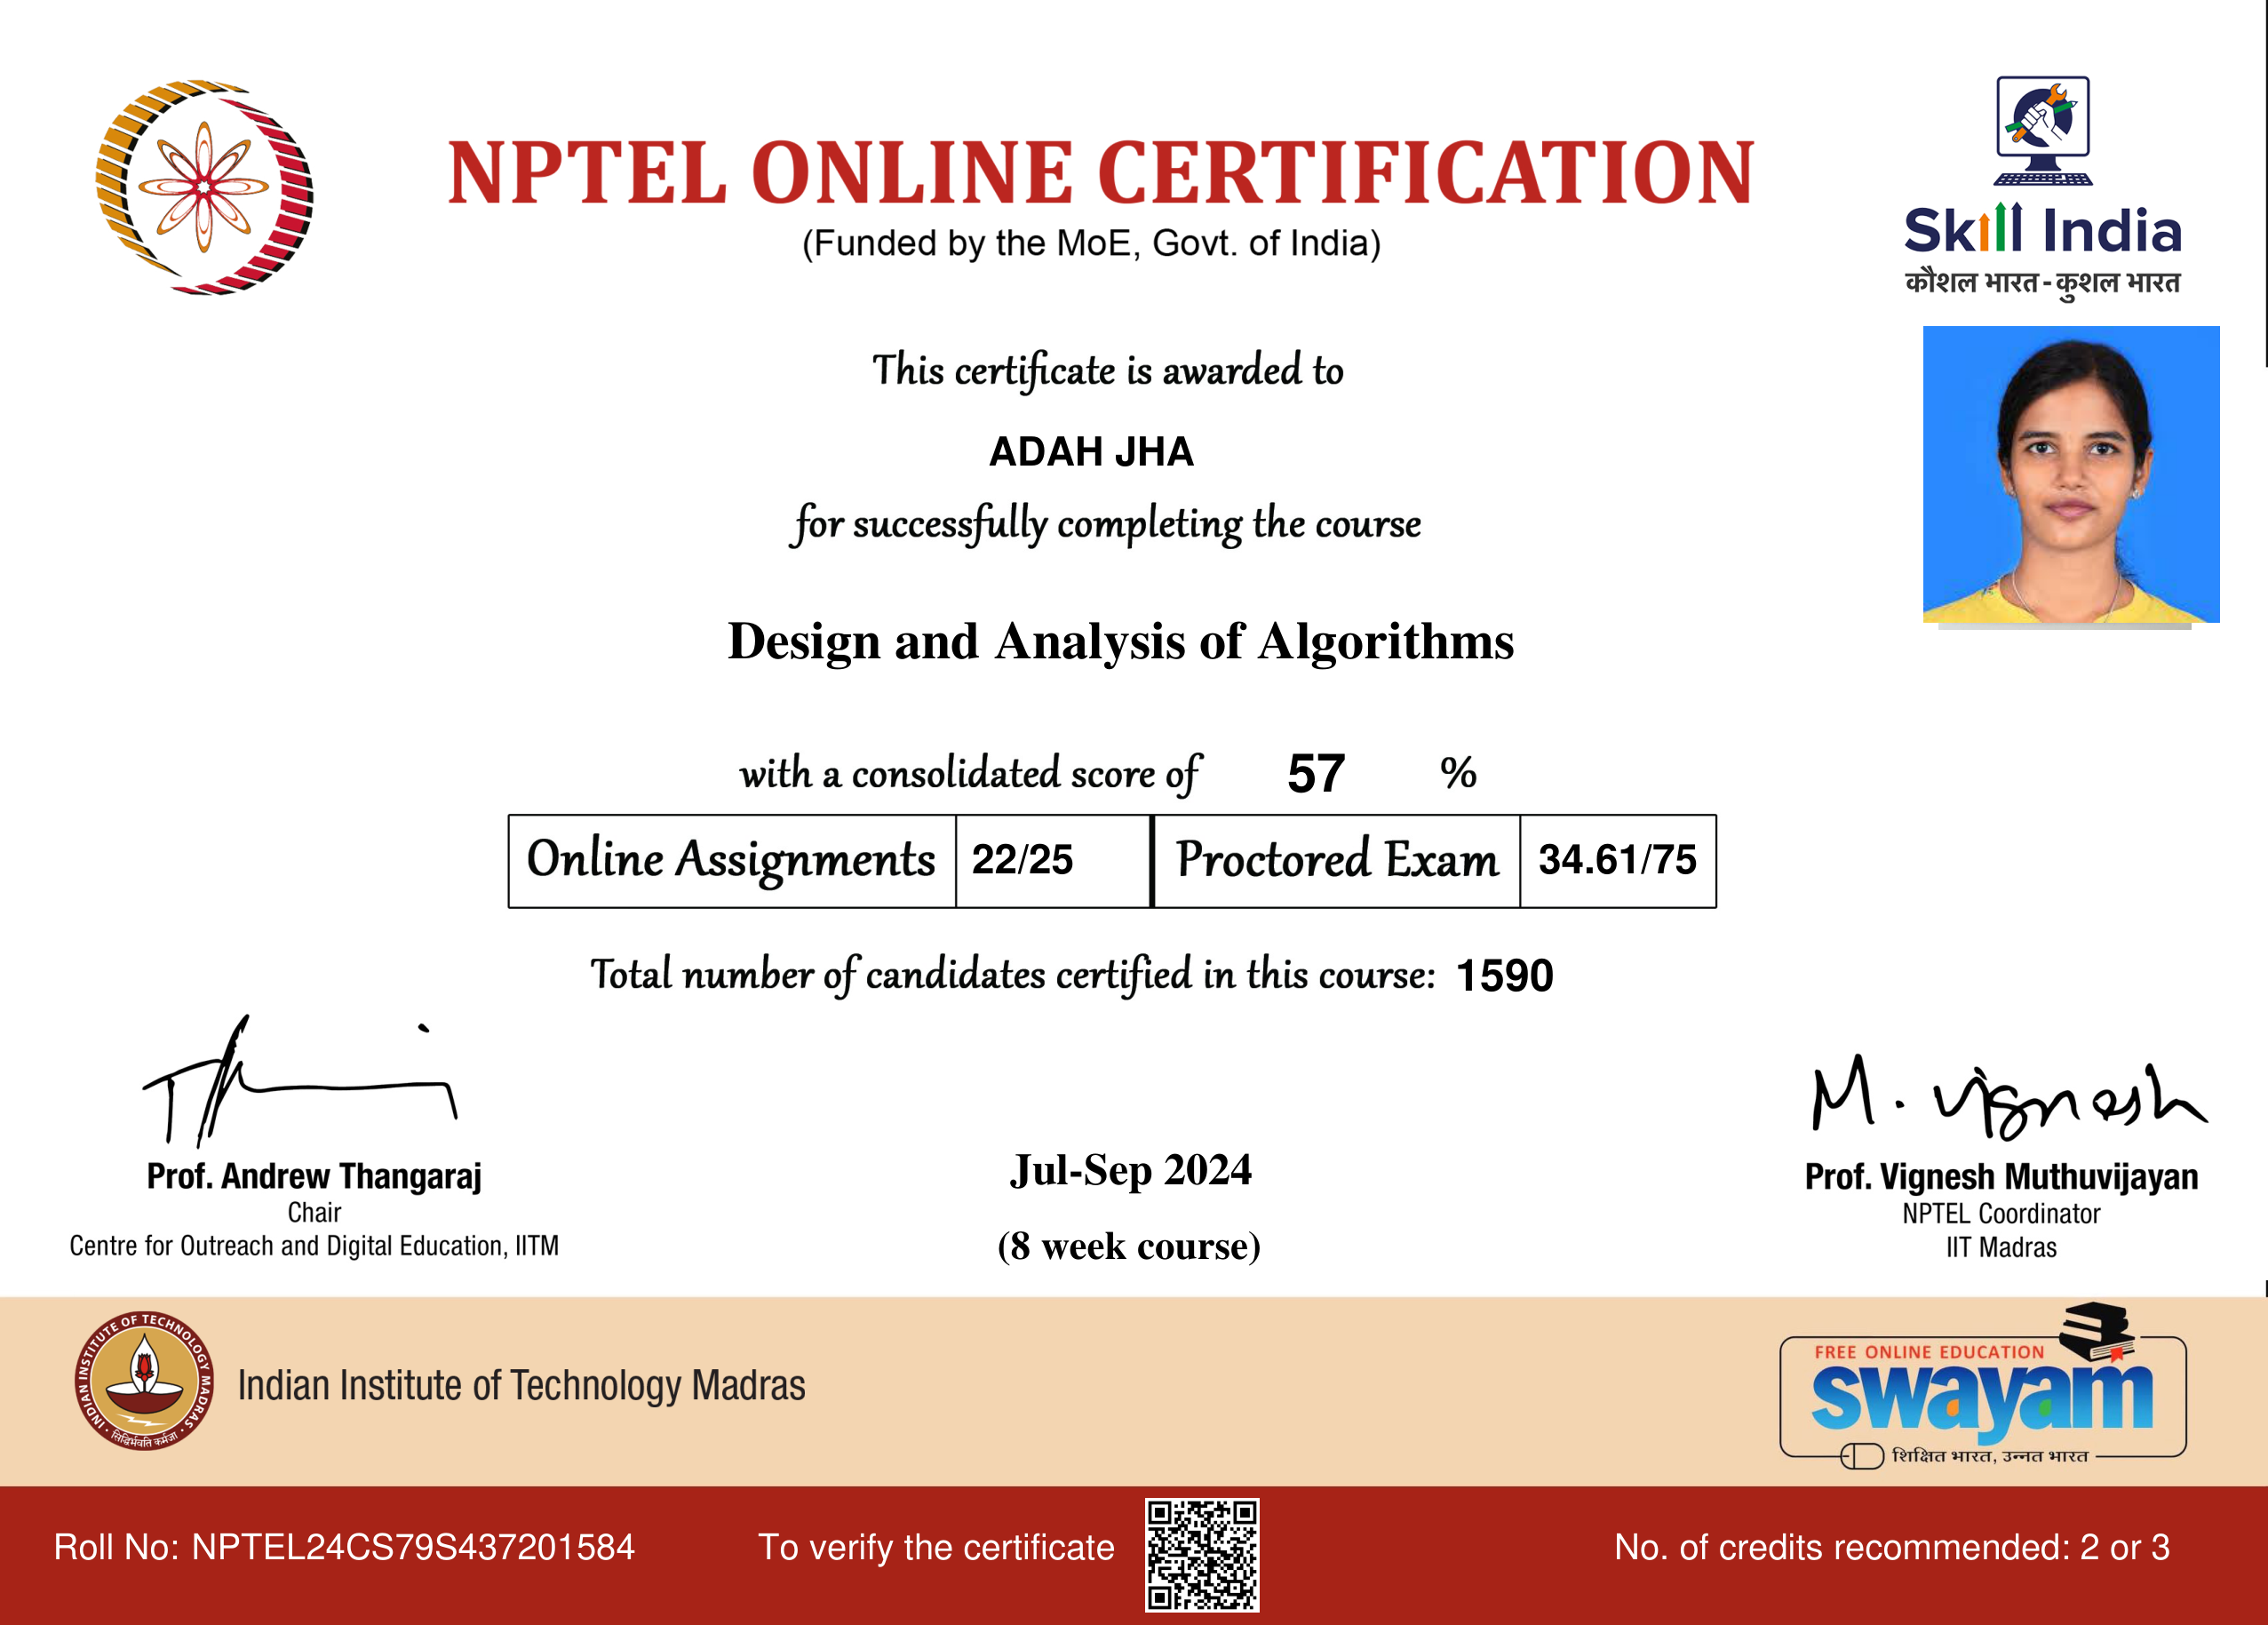 NPTEL ONLINE CERTIFICATION
(Funded by the MoE, Govt. of India)
Skill India
कौशल भारत - कुशल भारत
This certificate is awarded to
ADAH JHA
for successfully completing the course
Design and Analysis of Algorithms
with a consolidated score of 57 %
Online Assignments 22/25 Proctored Exam 34.61/75
Total number of candidates certified in this course: 1590
M. Vignesh
Prof. Andrew Thangaraj
Chair
Centre for Outreach and Digital Education, IITM
Jul-Sep 2024
(8 week course)
Prof. Vignesh Muthuvijayan
NPTEL Coordinator
IIT Madras
INDIAN INSTITUTE OF TECHNOLOGY MADRAS
सिद्धिर्भवति कर्मजा
Indian Institute of Technology Madras
FREE ONLINE EDUCATION
swayam
शिक्षित भारत, उन्नत भारत
Roll No: NPTEL24CS79S437201584
To verify the certificate
No. of credits recommended: 2 or 3